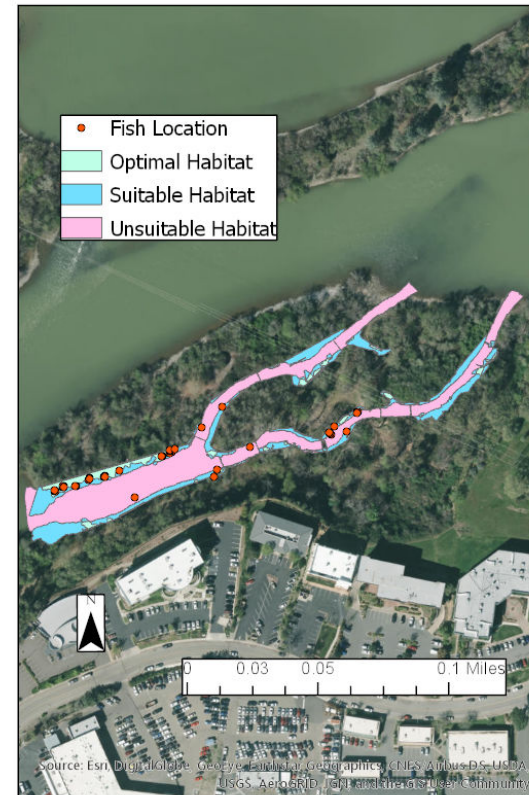 Fish Location
Optimal Habitat
Suitable Habitat
Unsuitable Habitat
N
0 0.03 0.05 0.1 Miles
Source: Esri, DigitalGlobe, GeoEye, Earthstar Geographics, CNES/Airbus DS, USDA,
USGS, AeroGRID, IGN, and the GIS User Community